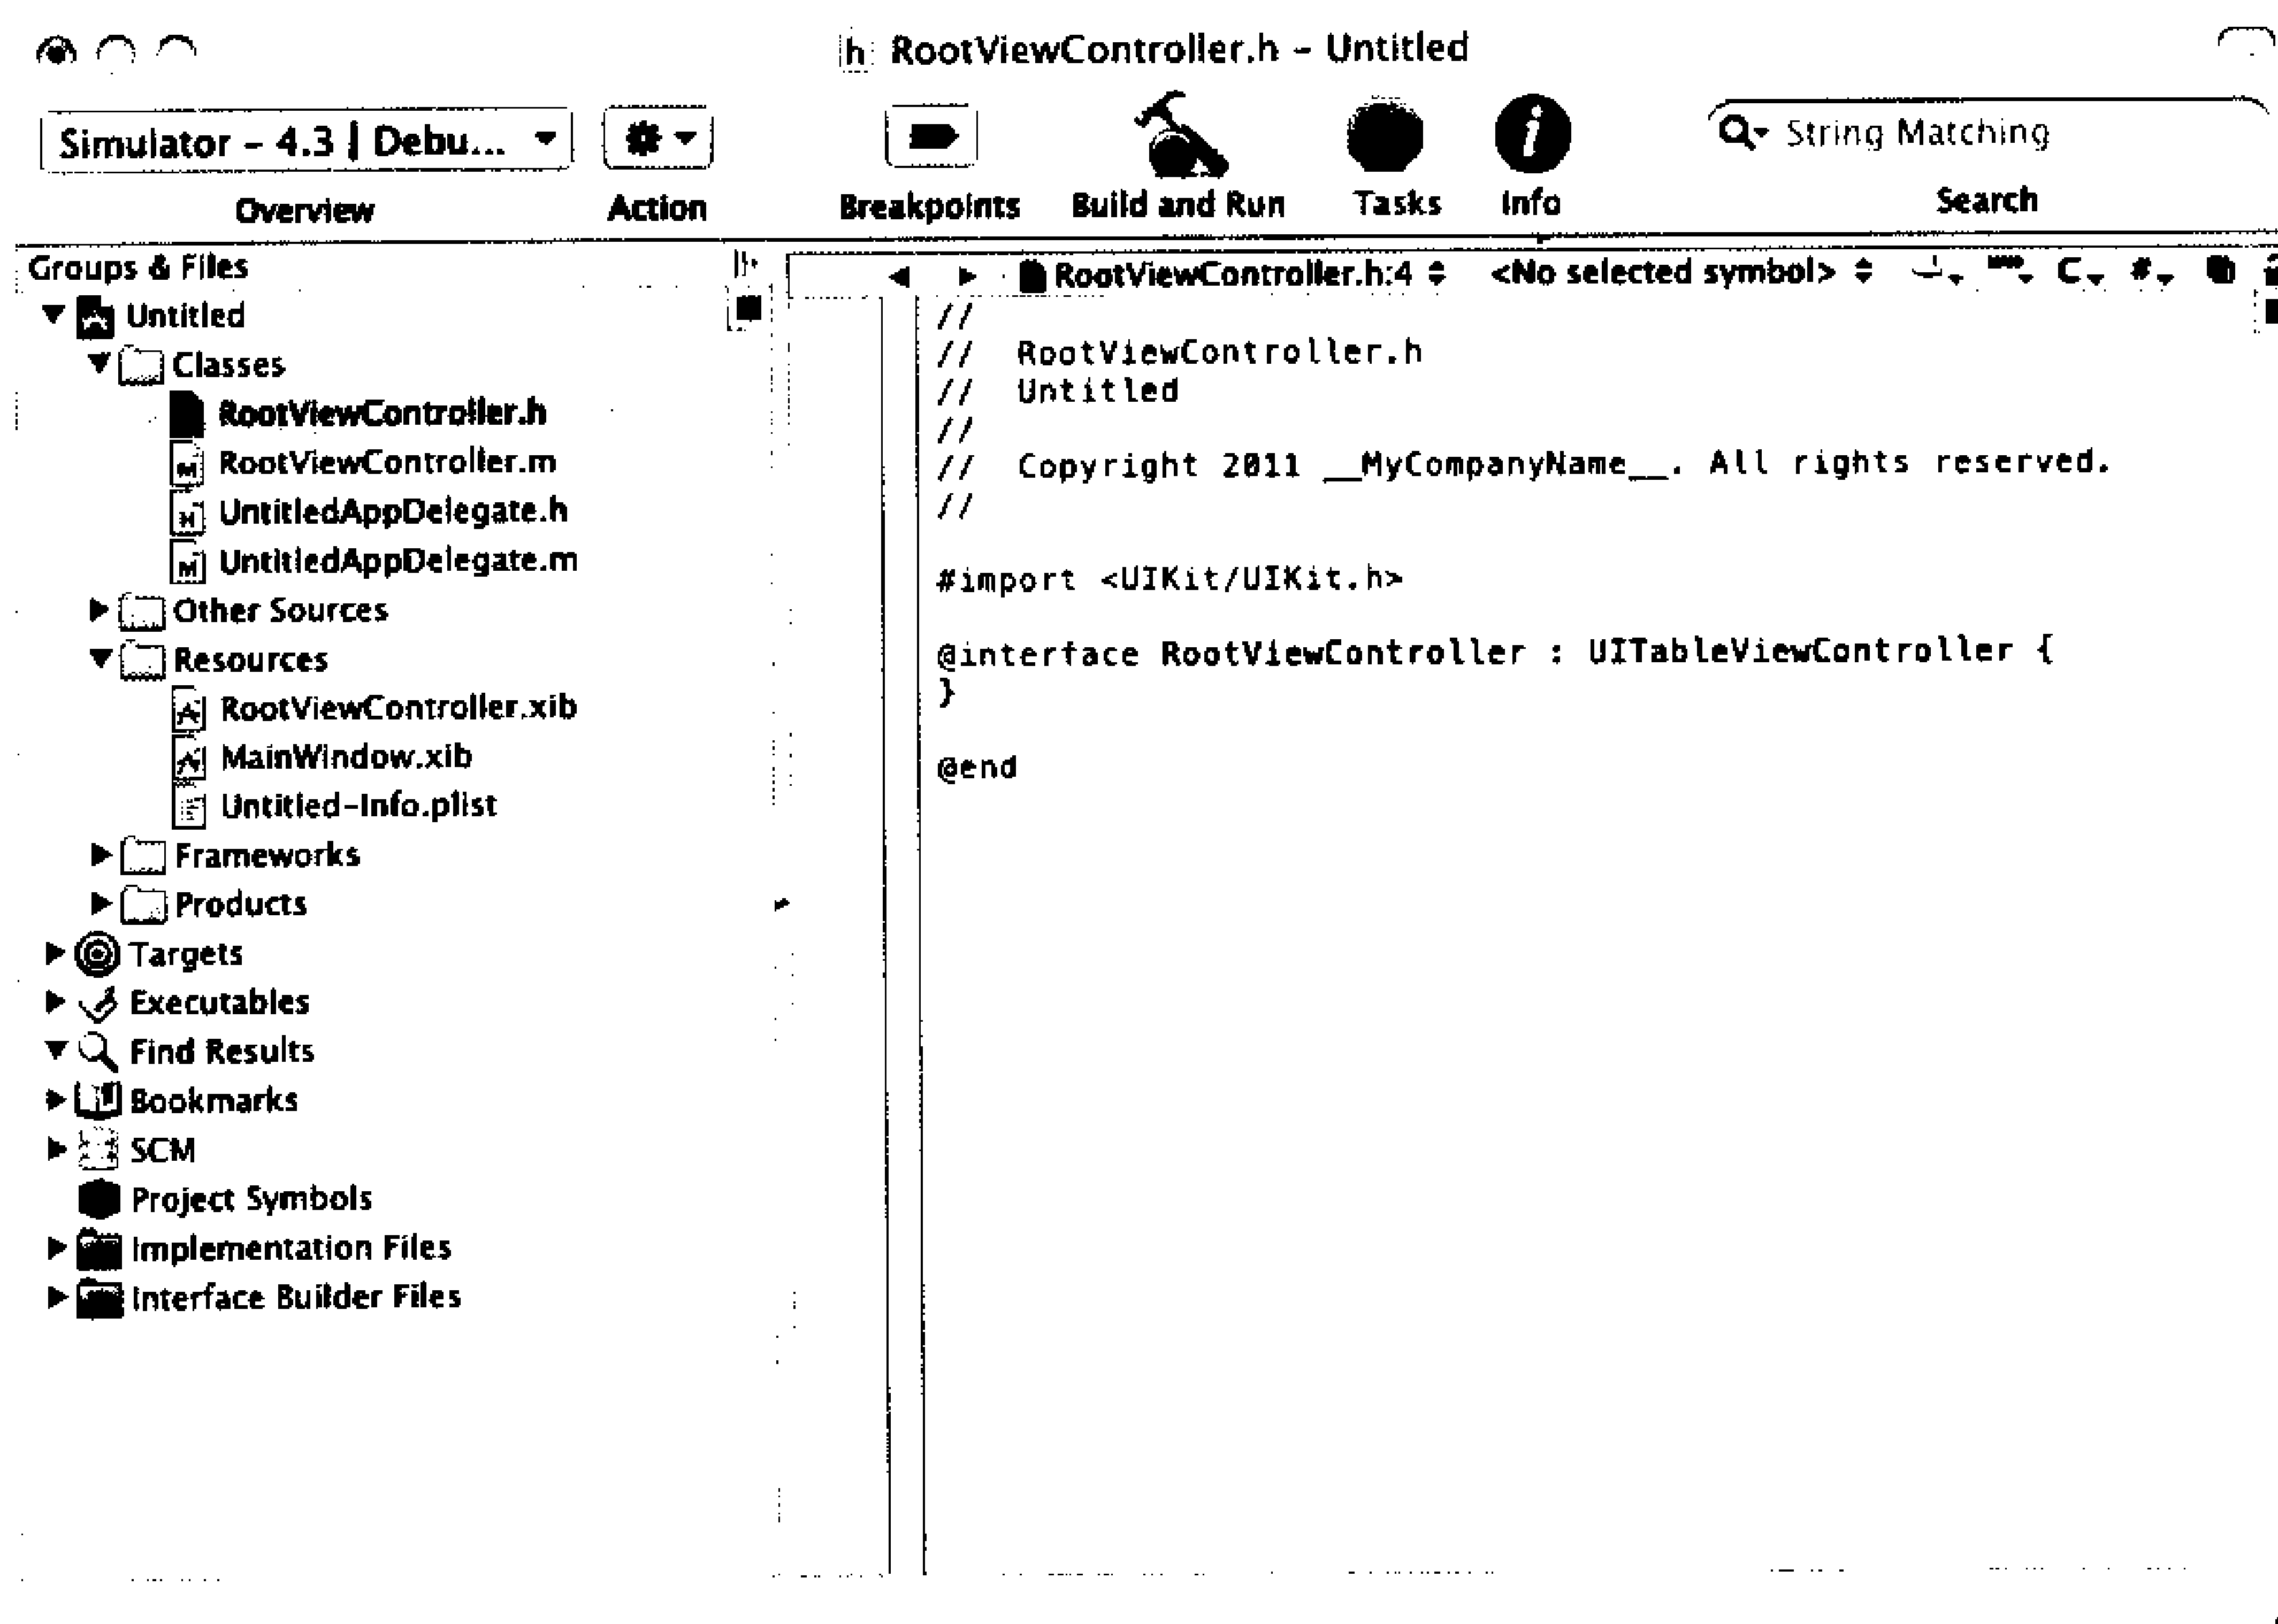 h RootViewController.h – Untitled
Simulator – 4.3 | Debu...
Overview
Action
Breakpoints
Build and Run
Tasks
Info
String Matching
Search
Groups & Files
Untitled
Classes
RootViewController.h
RootViewController.m
UntitledAppDelegate.h
UntitledAppDelegate.m
Other Sources
Resources
RootViewController.xib
MainWindow.xib
Untitled-Info.plist
Frameworks
Products
Targets
Executables
Find Results
Bookmarks
SCM
Project Symbols
Implementation Files
Interface Builder Files
RootViewController.h:4 <No selected symbol> C #
//
//  RootViewController.h
//  Untitled
//
//  Copyright 2011 __MyCompanyName__. All rights reserved.
//
#import <UIKit/UIKit.h>
@interface RootViewController : UITableViewController {
}
@end